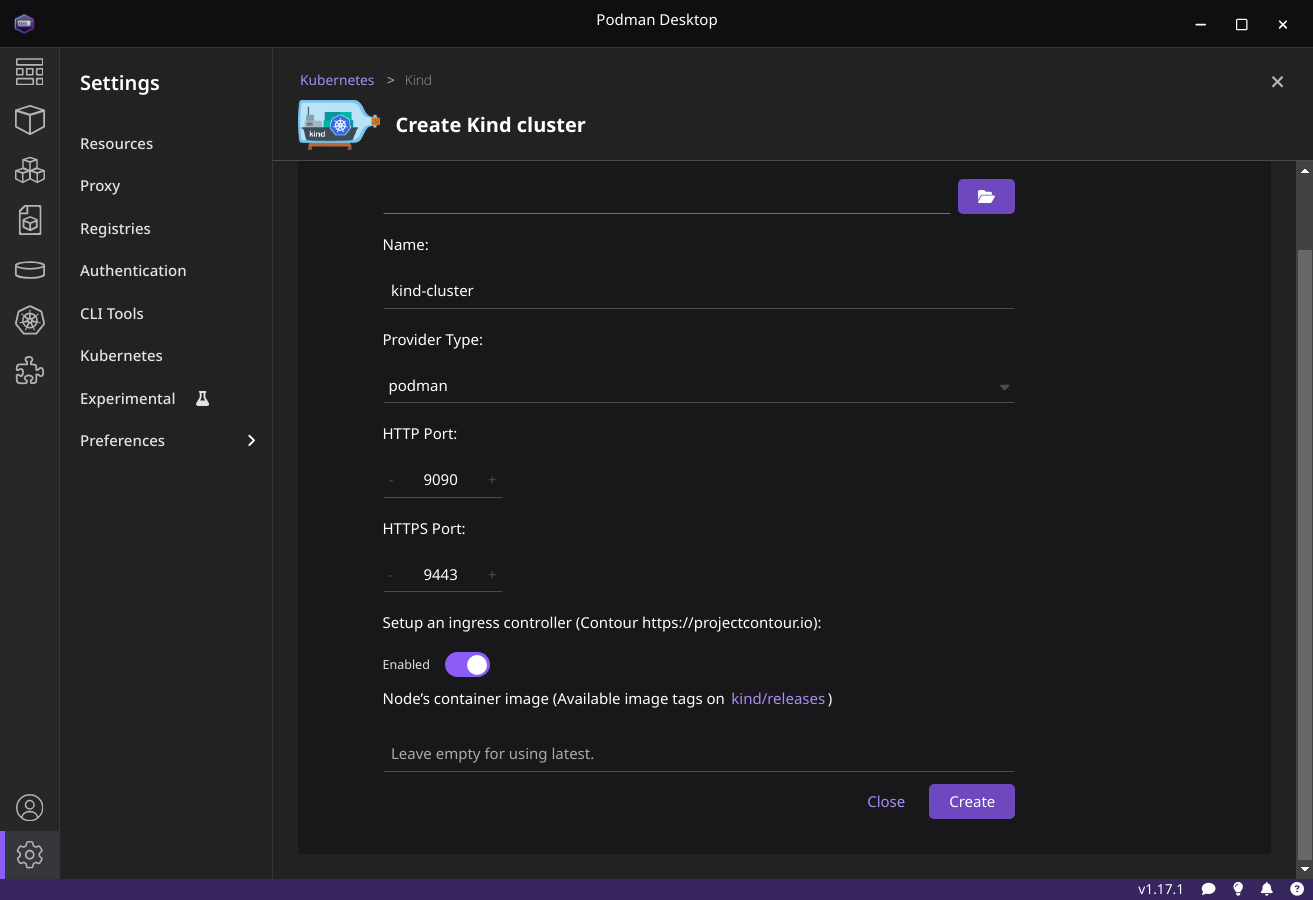 Podman Desktop
Settings
Resources
Proxy
Registries
Authentication
CLI Tools
Kubernetes
Experimental
Preferences
Kubernetes > Kind
kind
Create Kind cluster
Name:
kind-cluster
Provider Type:
podman
HTTP Port:
- 9090 +
HTTPS Port:
- 9443 +
Setup an ingress controller (Contour https://projectcontour.io):
Enabled
Node’s container image (Available image tags on kind/releases )
Leave empty for using latest.
Close Create
v1.17.1